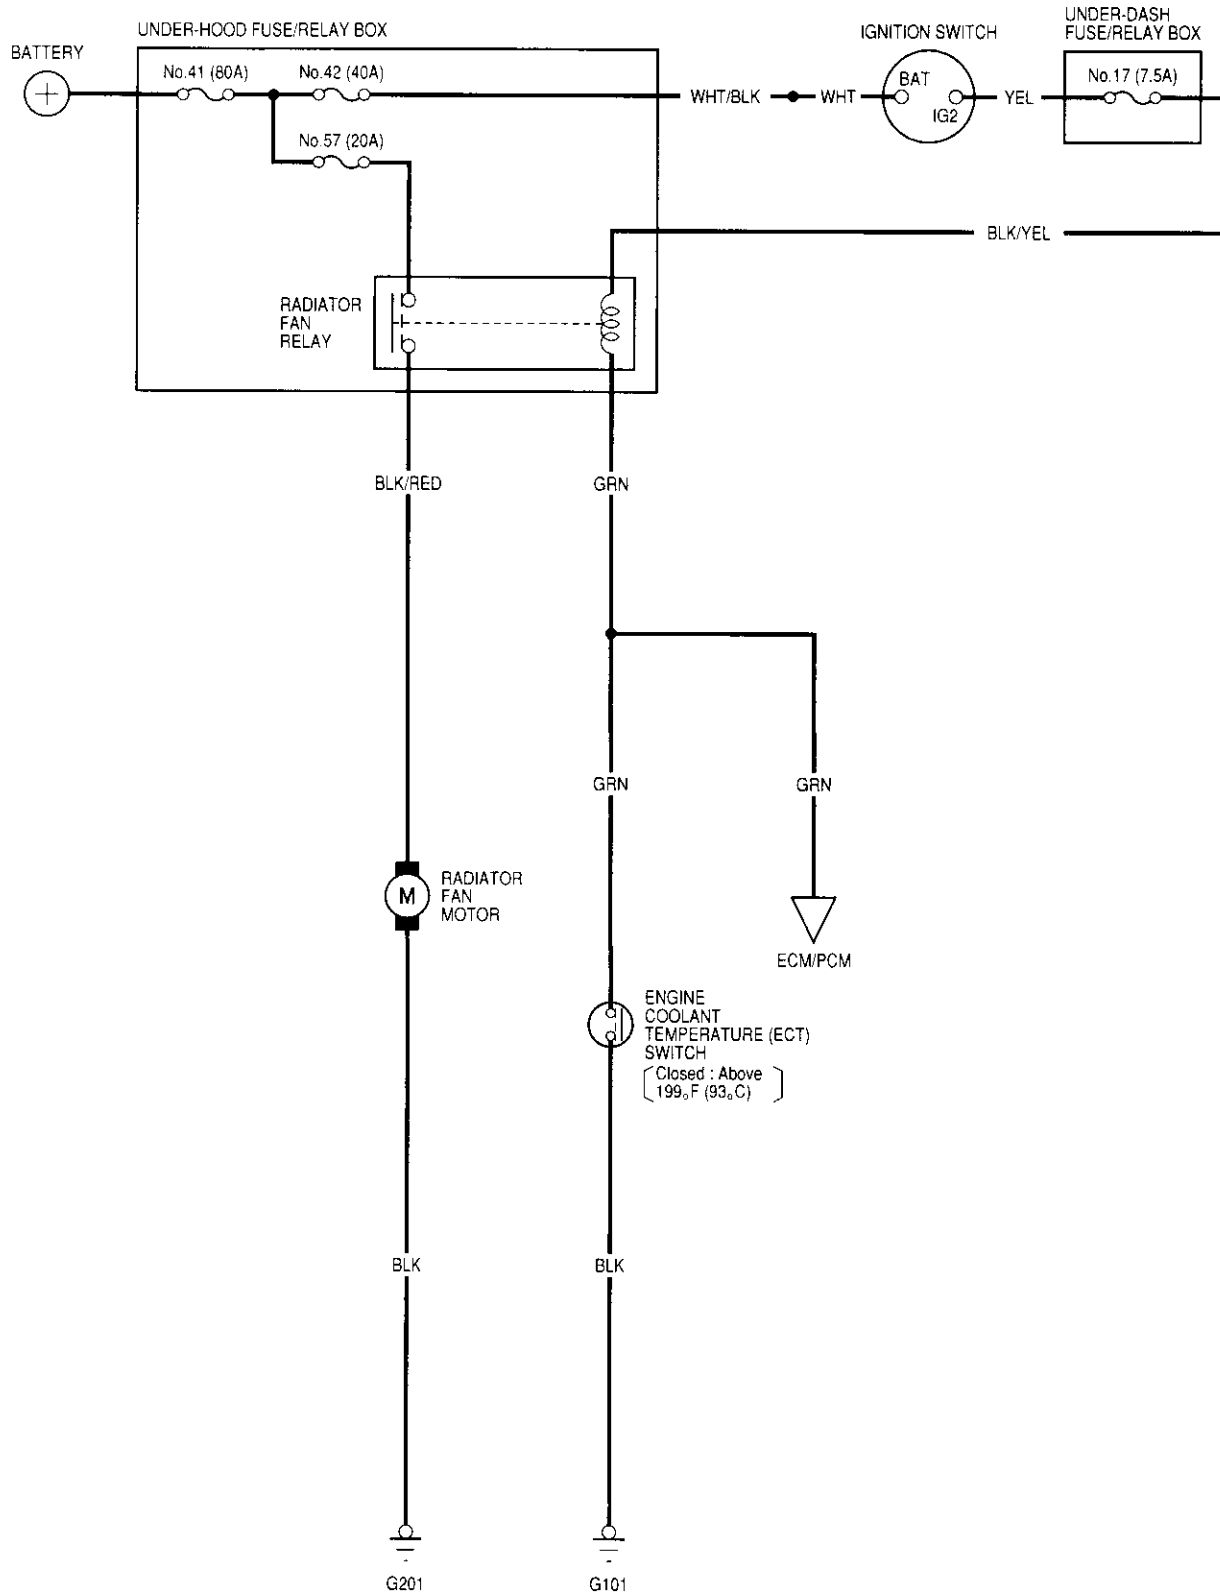 UNDER-HOOD FUSE/RELAY BOX
BATTERY
No.41 (80A)
No.42 (40A)
No.57 (20A)
WHT/BLK
WHT
IGNITION SWITCH
BAT
IG2
YEL
UNDER-DASH
FUSE/RELAY BOX
No.17 (7.5A)
BLK/YEL
RADIATOR
FAN
RELAY
BLK/RED
GRN
GRN
GRN
M
RADIATOR
FAN
MOTOR
ECM/PCM
ENGINE
COOLANT
TEMPERATURE (ECT)
SWITCH
Closed : Above
199°F (93°C)
BLK
BLK
G201
G101